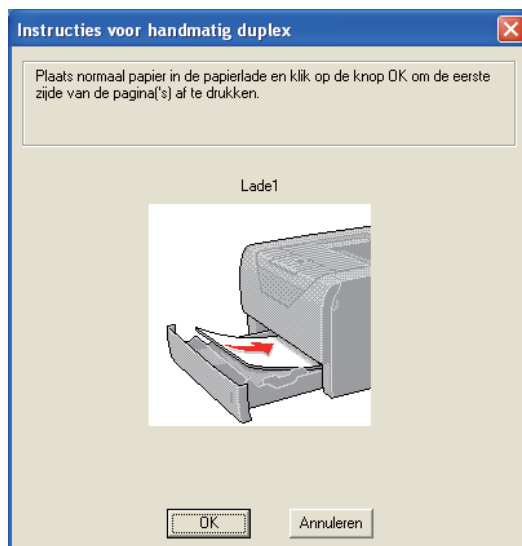 Instructies voor handmatig duplex
Plaats normaal papier in de papierlade en klik op de knop OK om de eerste
zijde van de pagina('s) af te drukken.
Lade1
OK
Annuleren